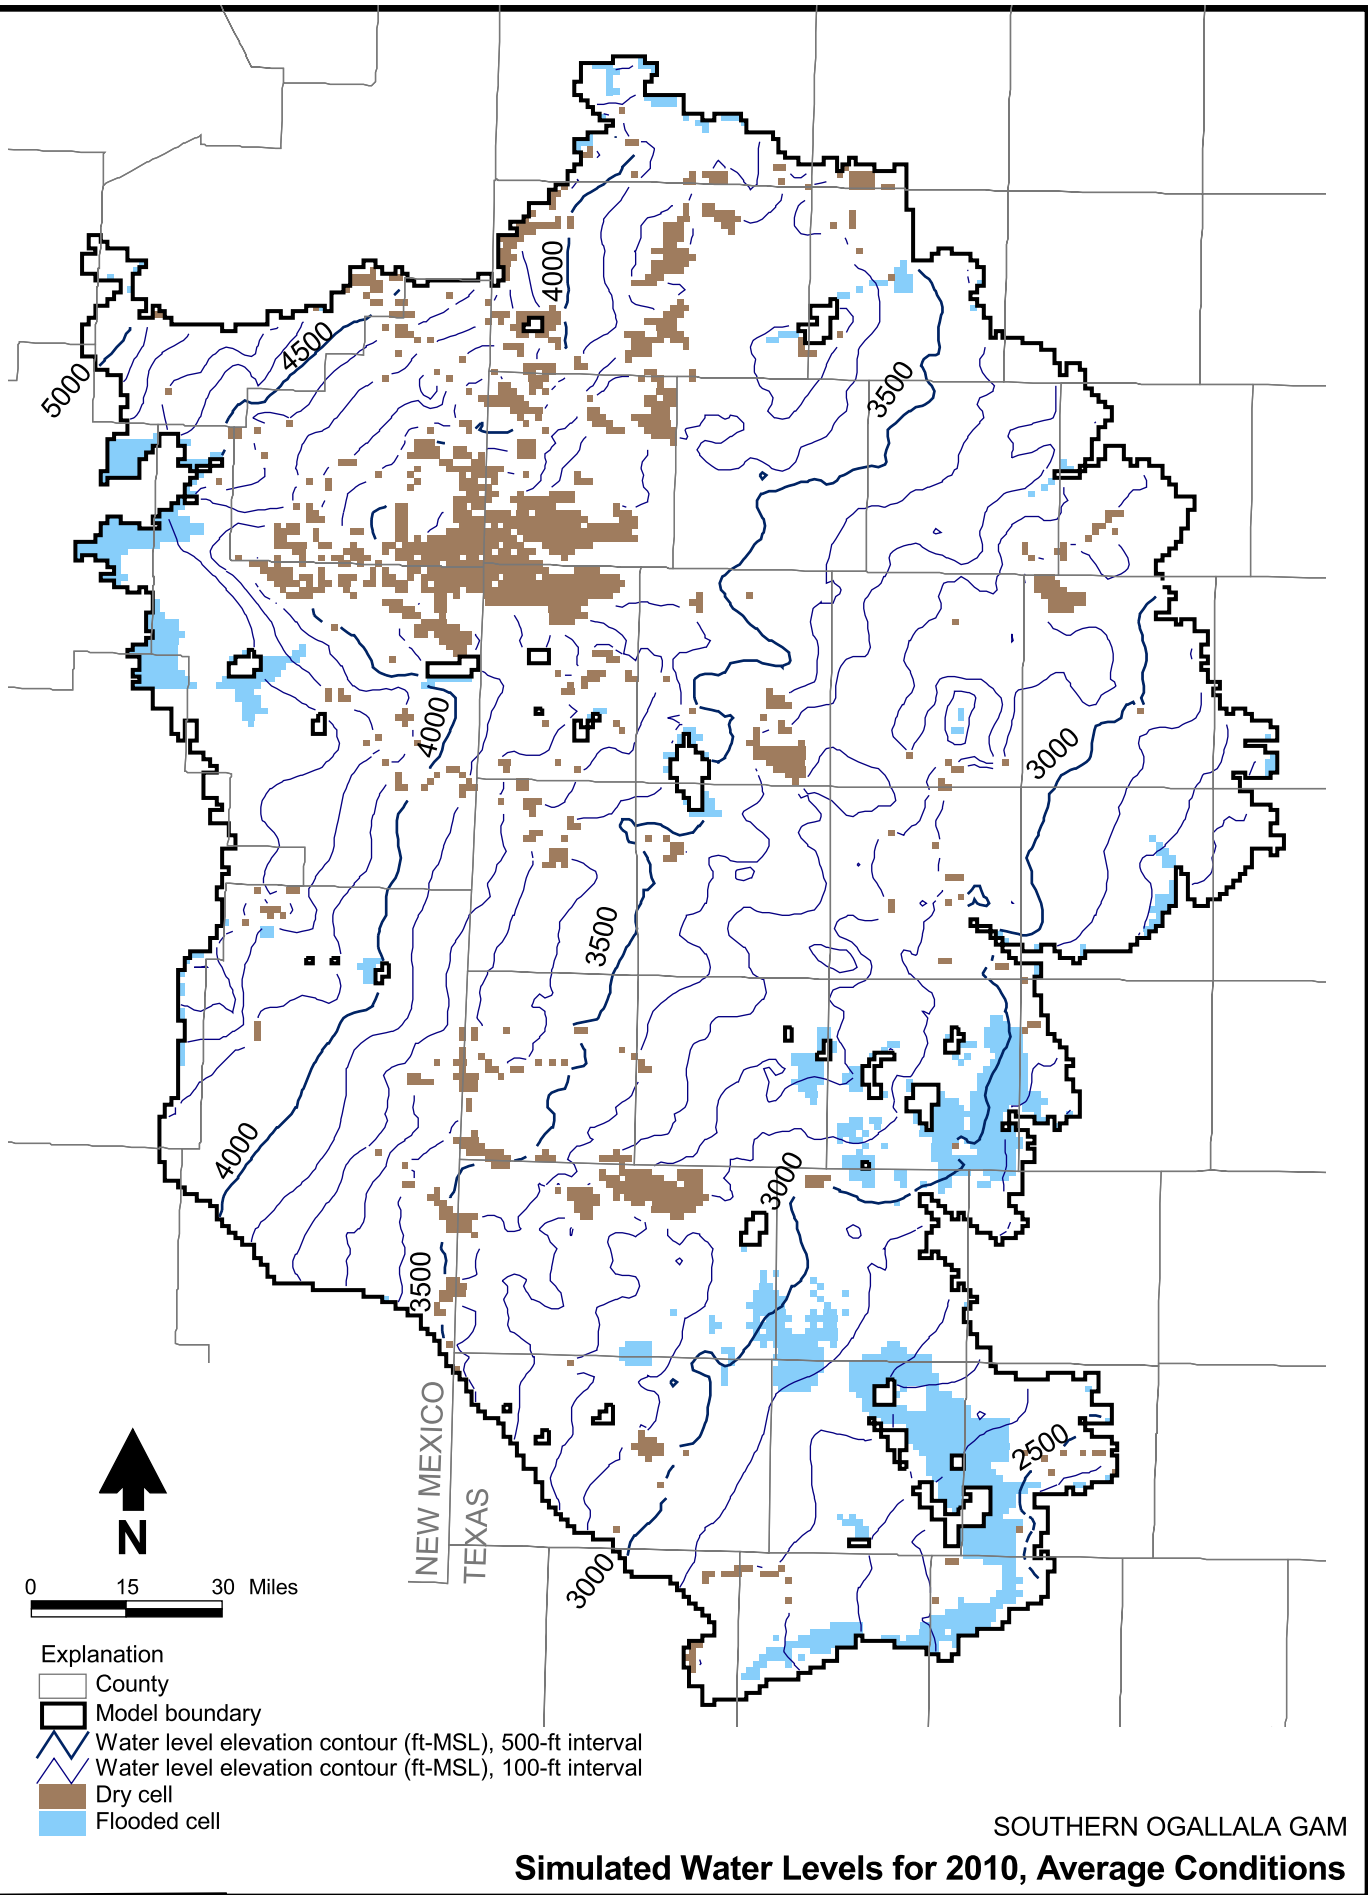 4000
4500
5000
3500
4000
3000
3500
4000
3000
3500
2500
NEW MEXICO
TEXAS
3000
N
0 15 30 Miles
Explanation
County
Model boundary
Water level elevation contour (ft-MSL), 500-ft interval
Water level elevation contour (ft-MSL), 100-ft interval
Dry cell
Flooded cell
SOUTHERN OGALLALA GAM
Simulated Water Levels for 2010, Average Conditions